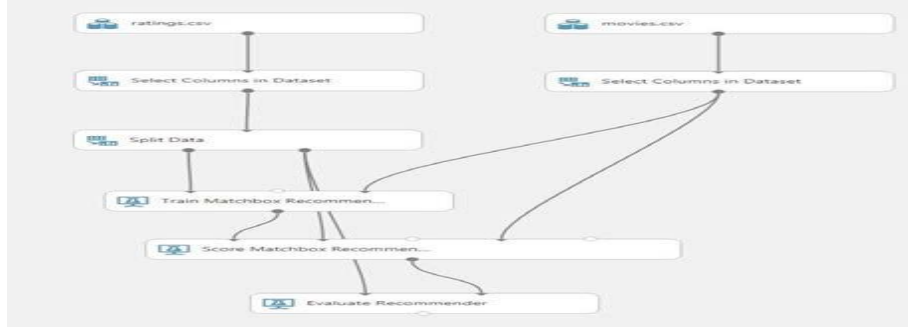 ratings.csv
movies.csv
Select Columns in Dataset
Select Columns in Dataset
Split Data
Train Matchbox Recommen...
Score Matchbox Recommen...
Evaluate Recommender